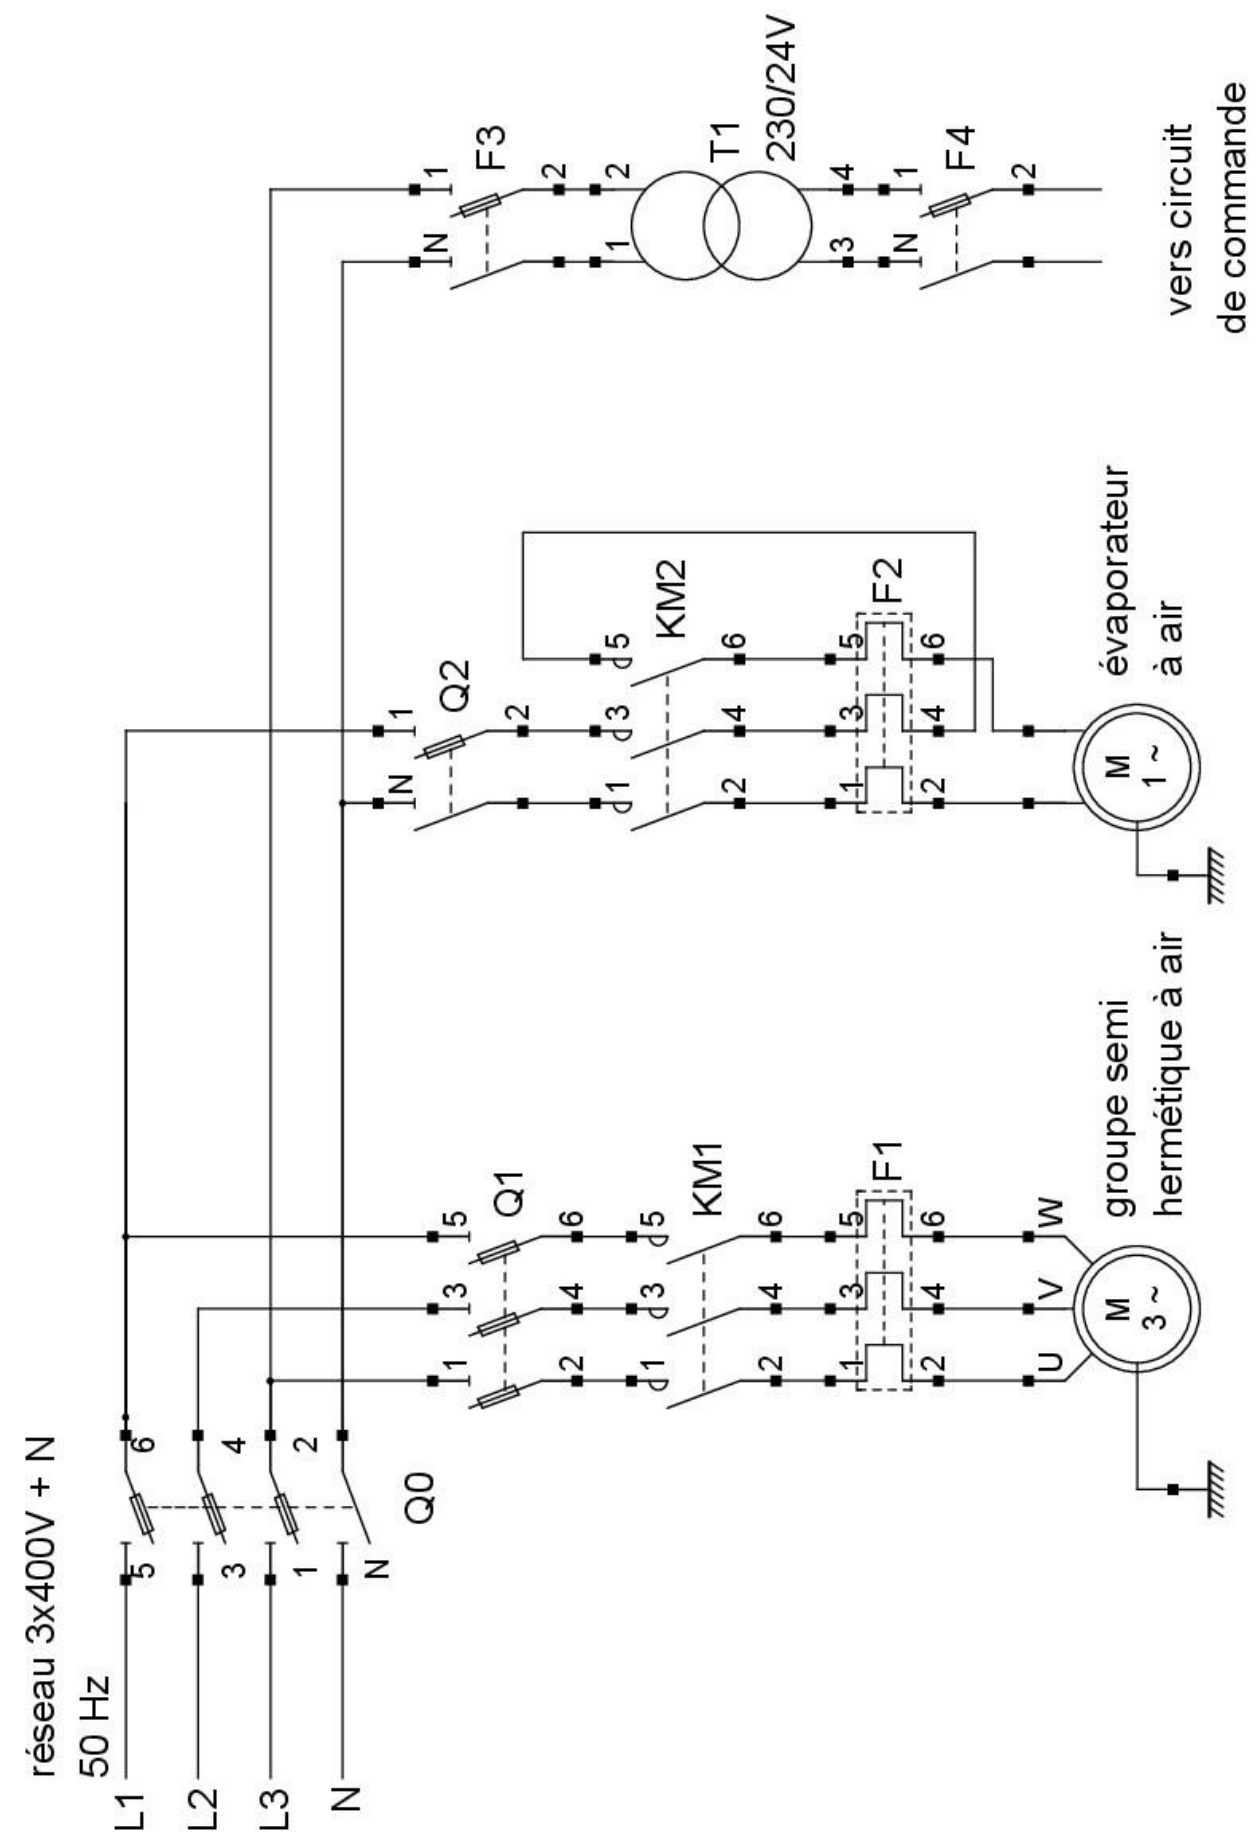 réseau 3x400V + N
50 Hz
L1
L2
L3
N
5
3
1
N
6
4
2
Q0
1 3 5
Q1
2 4 6
1 3 5
KM1
2 4 6
1 3 5
F1
2 4 6
U V W
M
3 ~
groupe semi
hermétique à air
N 1
Q2
2
1 3 5
KM2
2 4 6
1 3 5
F2
2 4 6
M
1 ~
évaporateur
à air
N 1
F3
2
1 2
T1
230/24V
3 4
N 1
F4
2
vers circuit
de commande